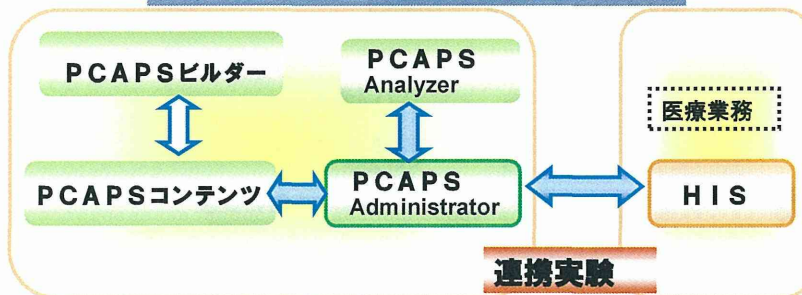 PCAPSビルダー
PCAPS
Analyzer
医療業務
PCAPSコンテンツ
PCAPS
Administrator
HIS
連携実験